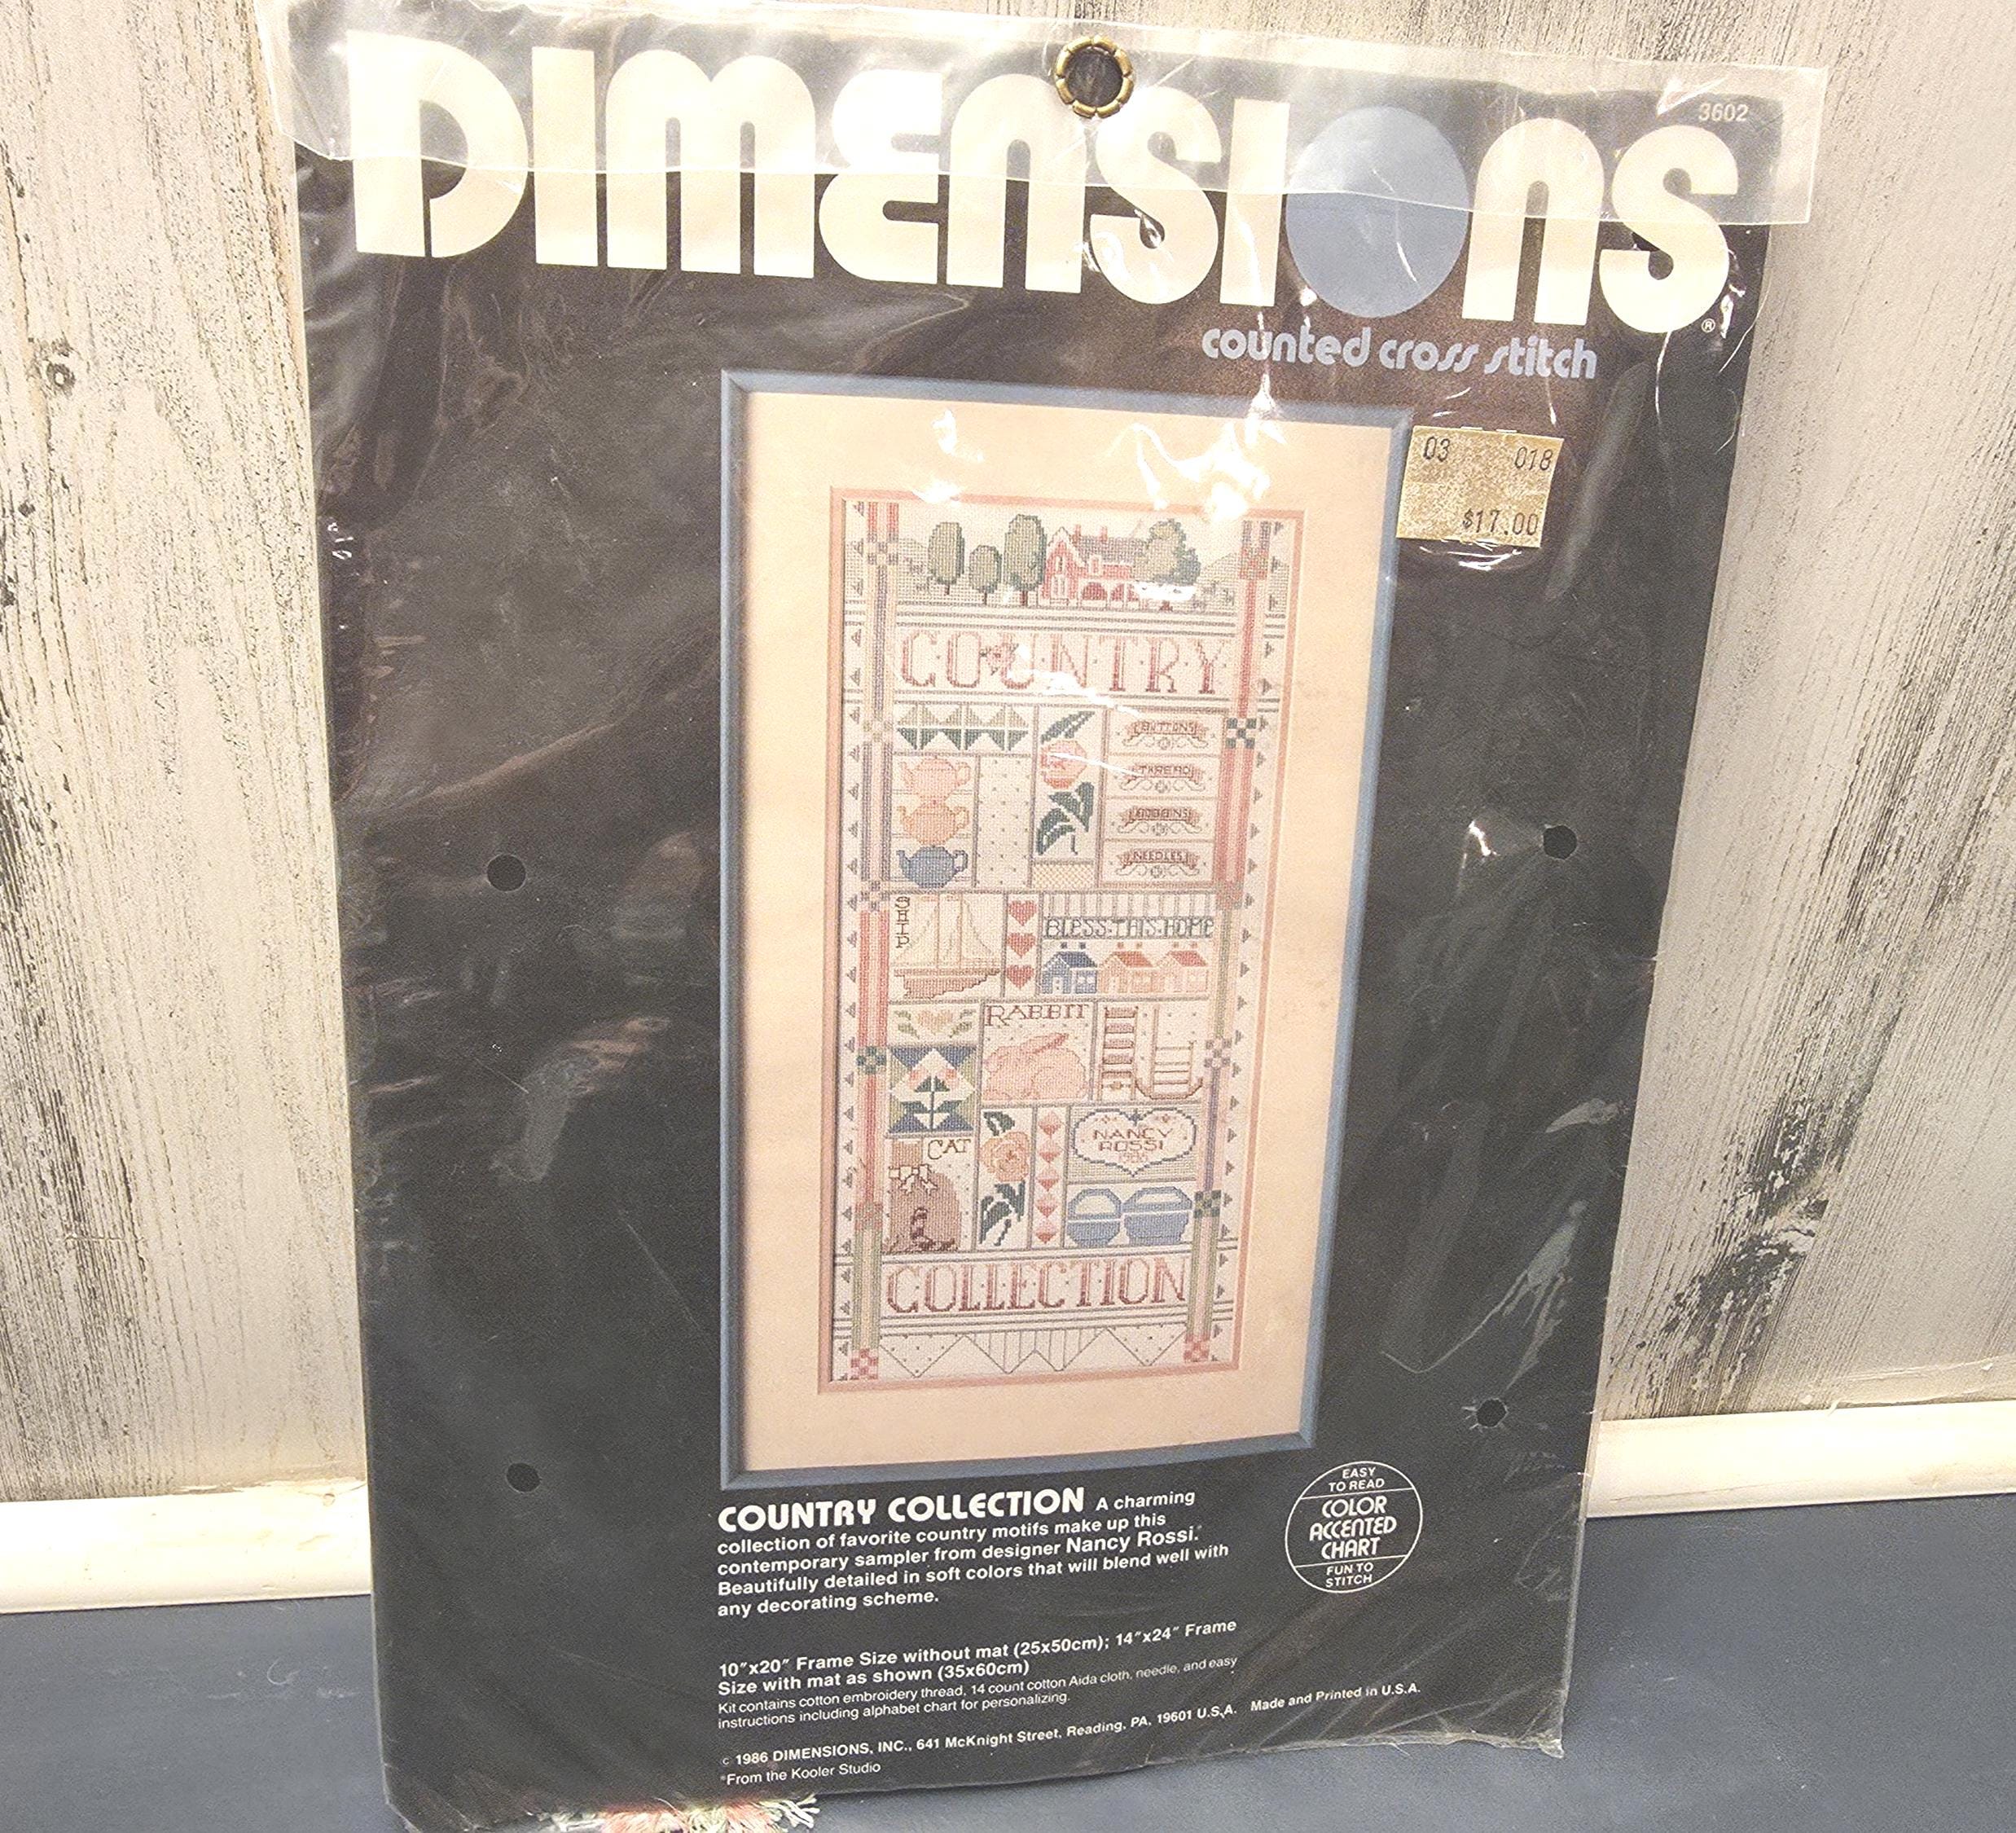 DIMENSIONS®
3602
counted cross stitch
03 018
$17.00
COUNTRY
BUTTONS
THREAD
BOBBINS
NEEDLES
SHIP
BLESS·THIS·HOME
RABBIT
CAT
NANCY
ROSSI
1986
COLLECTION
COUNTRY COLLECTION A charming
collection of favorite country motifs make up this
contemporary sampler from designer Nancy Rossi.*
Beautifully detailed in soft colors that will blend well with
any decorating scheme.
EASY
TO READ
COLOR
ACCENTED
CHART
FUN TO
STITCH
10″x20″ Frame Size without mat (25x50cm); 14″x24″ Frame
Size with mat as shown (35x60cm)
Kit contains cotton embroidery thread, 14 count cotton Aida cloth, needle, and easy
instructions including alphabet chart for personalizing.
c 1986 DIMENSIONS, INC., 641 McKnight Street, Reading, PA, 19601 U.S.A. Made and Printed in U.S.A.
*From the Kooler Studio